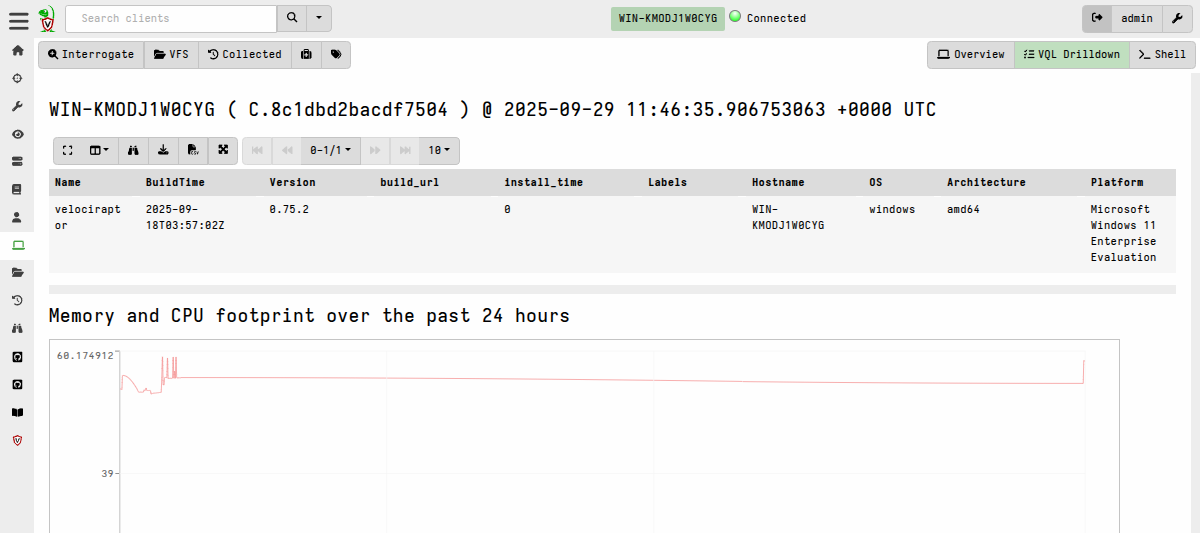 Search clients
WIN-KMODJ1W0CYG Connected
admin
Interrogate VFS Collected
Overview VQL Drilldown Shell
WIN-KMODJ1W0CYG ( C.8c1dbd2bacdf7504 ) @ 2025-09-29 11:46:35.906753063 +0000 UTC
0-1/1 10
Name BuildTime Version build_url install_time Labels Hostname OS Architecture Platform
velocirapt 2025-09- 0.75.2 0 WIN- windows amd64 Microsoft
or 18T03:57:02Z KMODJ1W0CYG Windows 11
Enterprise
Evaluation
Memory and CPU footprint over the past 24 hours
60.174912
39